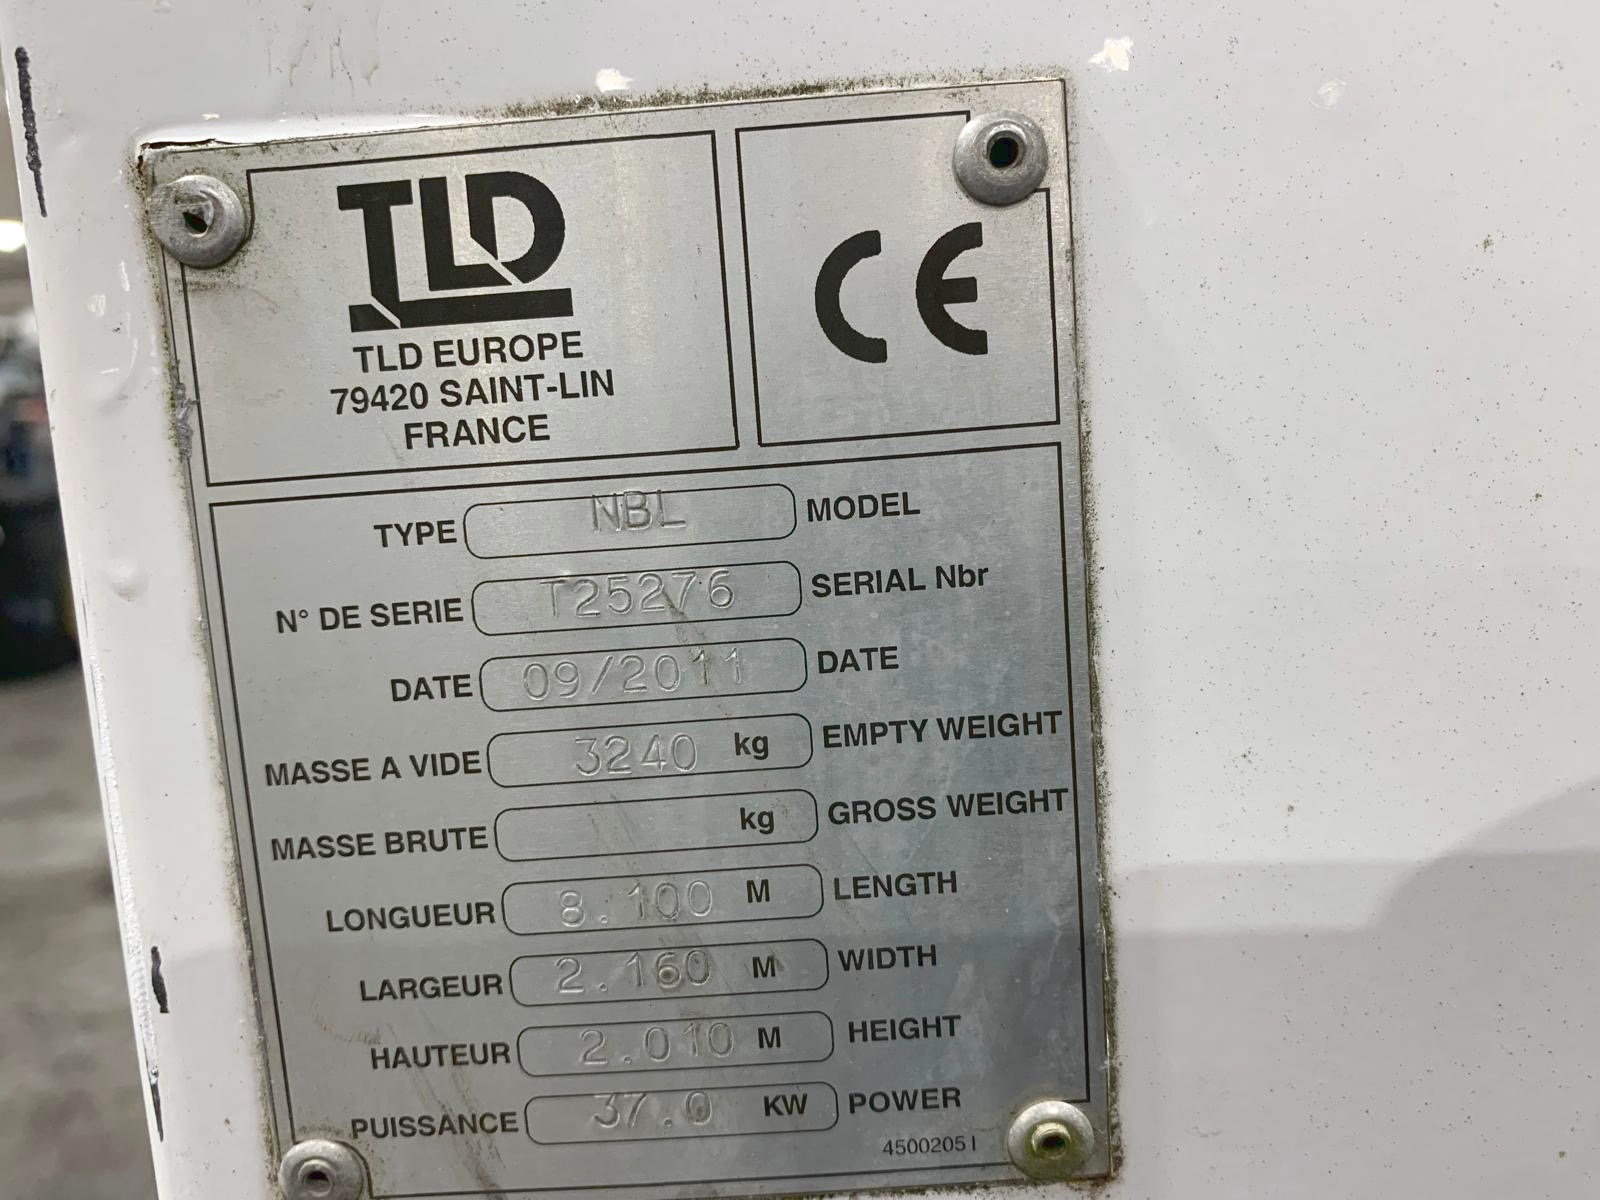 TLD
TLD EUROPE
79420 SAINT-LIN
FRANCE
CE
TYPE NBL MODEL
N° DE SERIE T25276 SERIAL Nbr
DATE 09/2011 DATE
MASSE A VIDE 3240 kg EMPTY WEIGHT
MASSE BRUTE kg GROSS WEIGHT
LONGUEUR 8.100 M LENGTH
LARGEUR 2.160 M WIDTH
HAUTEUR 2.010 M HEIGHT
PUISSANCE 37.0 KW POWER
4500205 I